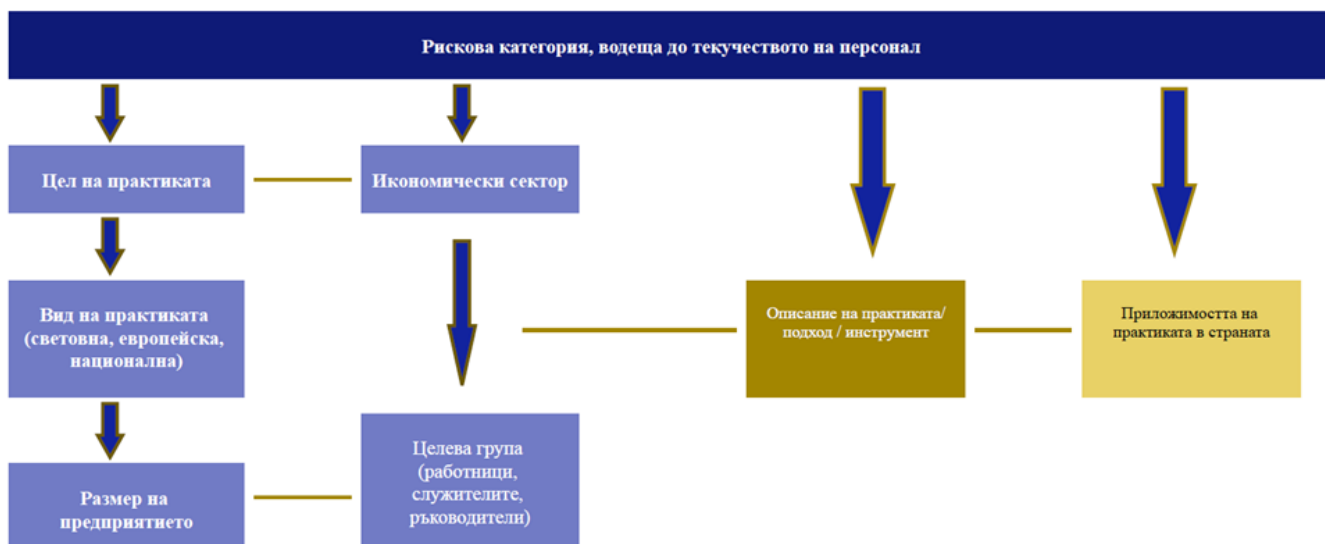 Рискова категория, водеща до текучеството на персонал
Цел на практиката
Икономически сектор
Вид на практиката
(световна, европейска,
национална)
Описание на практиката/
подход / инструмент
Приложимостта на
практиката в страната
Размер на
предприятието
Целева група
(работници,
служителите,
ръководители)